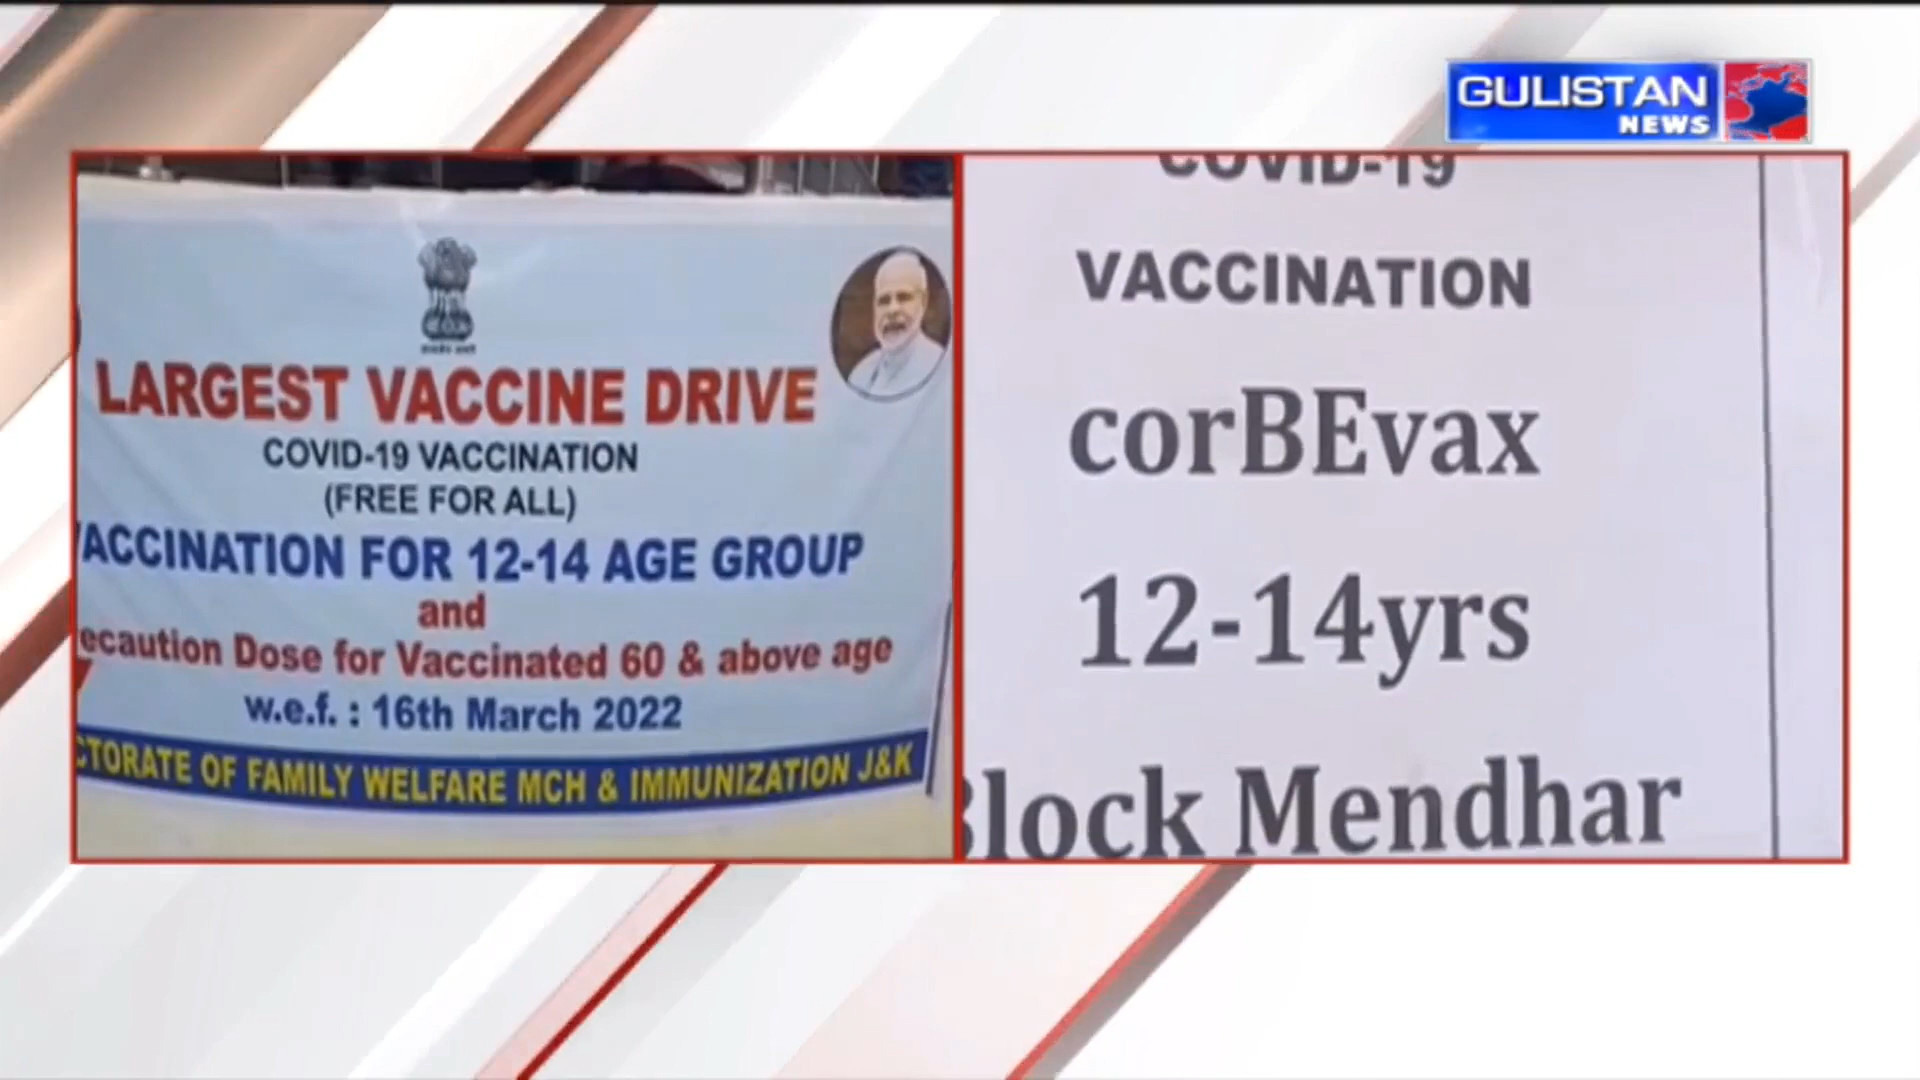 GULISTAN
NEWS
LARGEST VACCINE DRIVE
COVID-19 VACCINATION
(FREE FOR ALL)
ACCINATION FOR 12-14 AGE GROUP
and
ecaution Dose for Vaccinated 60 & above age
w.e.f. : 16th March 2022
CTORATE OF FAMILY WELFARE MCH & IMMUNIZATION J&K
COVID-19
VACCINATION
corBEvax
12-14yrs
Block Mendhar